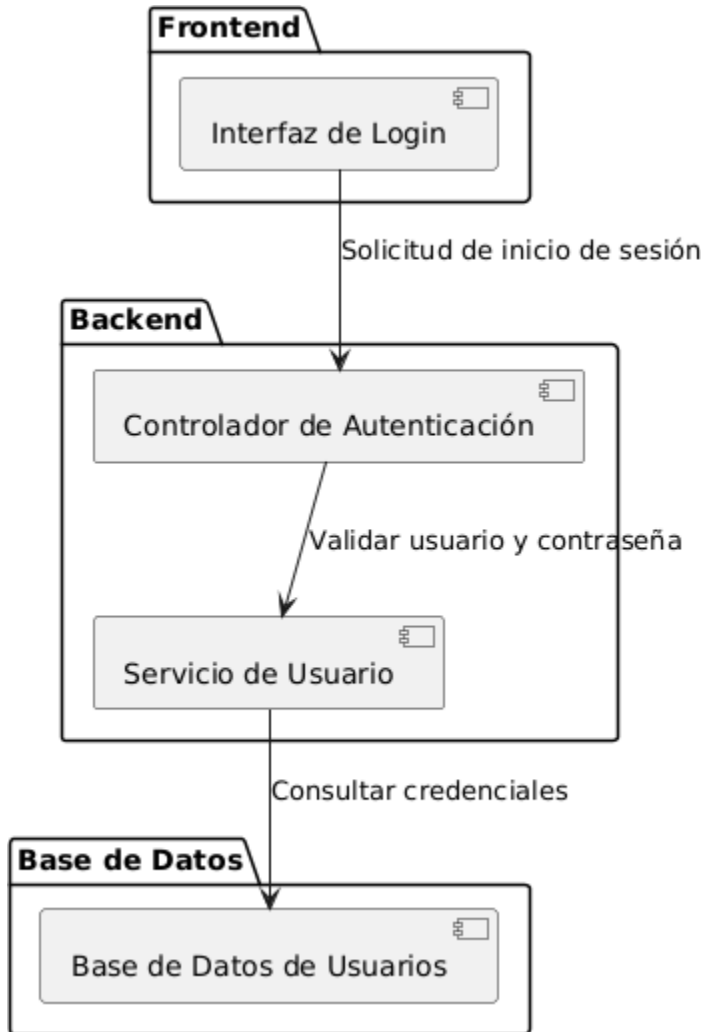 Frontend
Interfaz de Login
Solicitud de inicio de sesión
Backend
Controlador de Autenticación
Validar usuario y contraseña
Servicio de Usuario
Consultar credenciales
Base de Datos
Base de Datos de Usuarios